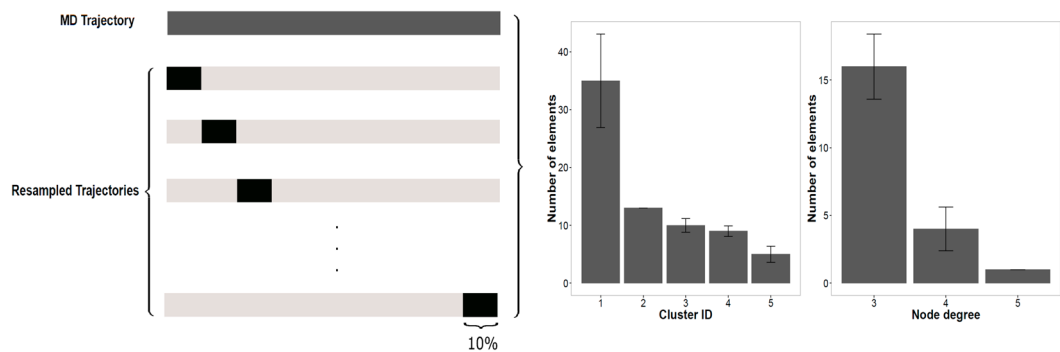 MD Trajectory
Resampled Trajectories
10%
Number of elements
40
30
20
10
0
1 2 3 4 5
Cluster ID
Number of elements
15
10
5
0
3 4 5
Node degree